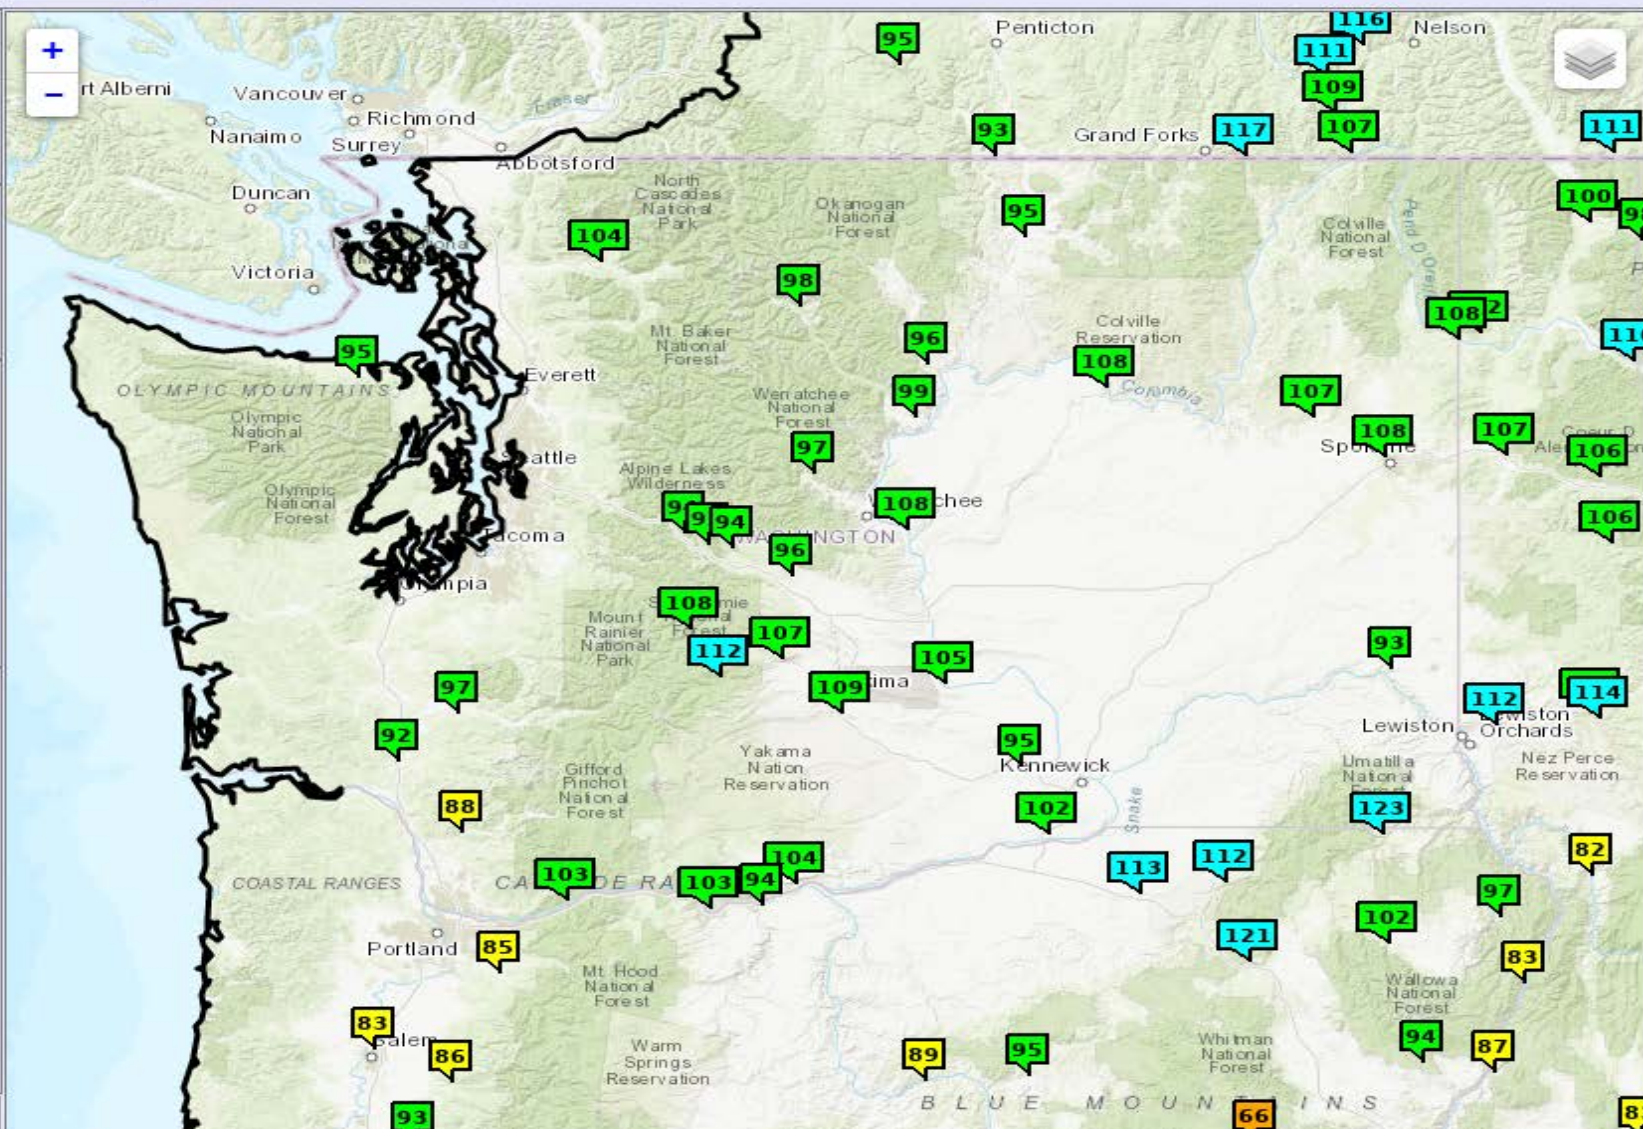 +
−
95
Penticton
116
Nelson
111
109
rt Alberni
Vancouver
Richmond
Fraser
Nanaimo
Surrey
Abbotsford
93
Grand Forks
117
107
111
Duncan
North
Cascades
National
Park
Okanogan
National
Forest
95
Colville
National
Forest
100
104
Victoria
98
Mt. Baker
National
Forest
96
Colville
Reservation
108
108
95
Everett
OLYMPIC MOUNTAINS
Olympic
National
Park
99
Columbia
107
97
108
107
106
attle
Alpine Lakes
Wilderness
Olympic
National
Forest
94
108
chee
106
WASHINGTON
96
acoma
108
Mount
Rainier
National
Park
Forest
107
112
105
93
97
109
kima
112
114
92
95
Lewiston
Orchards
Kennewick
Yakama
Nation
Reservation
Gifford
Pinchot
National
Forest
Umatilla
National
Nez Perce
Reservation
88
102
Snake
123
82
COASTAL RANGES
103
103
94
104
113
112
97
102
Portland
85
121
83
Mt. Hood
National
Forest
Wallowa
National
Forest
83
alem
86
Warm
Springs
Reservation
89
95
Whitman
National
Forest
94
87
93
BLUE MOUNTAINS
66